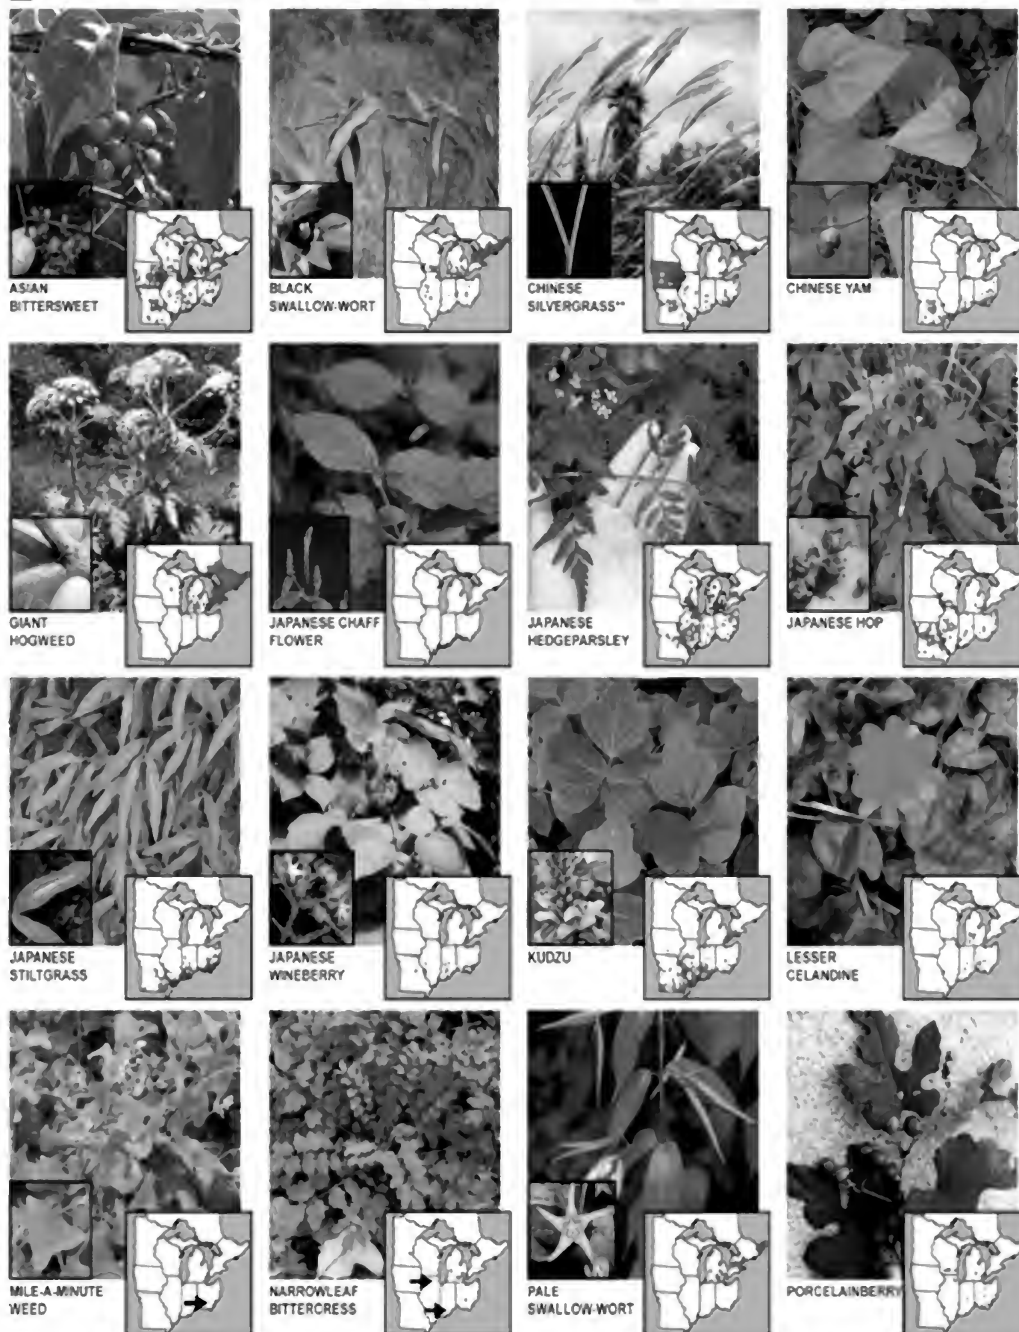 ASIAN
BITTERSWEET
BLACK
SWALLOW-WORT
CHINESE
SILVERGRASS**
CHINESE YAM
GIANT
HOGWEED
JAPANESE CHAFF
FLOWER
JAPANESE
HEDGEPARSLEY
JAPANESE HOP
JAPANESE
STILTGRASS
JAPANESE
WINEBERRY
KUDZU
LESSER
CELANDINE
MILE-A-MINUTE
WEED
NARROWLEAF
BITTERCRESS
PALE
SWALLOW-WORT
PORCELAINBERRY